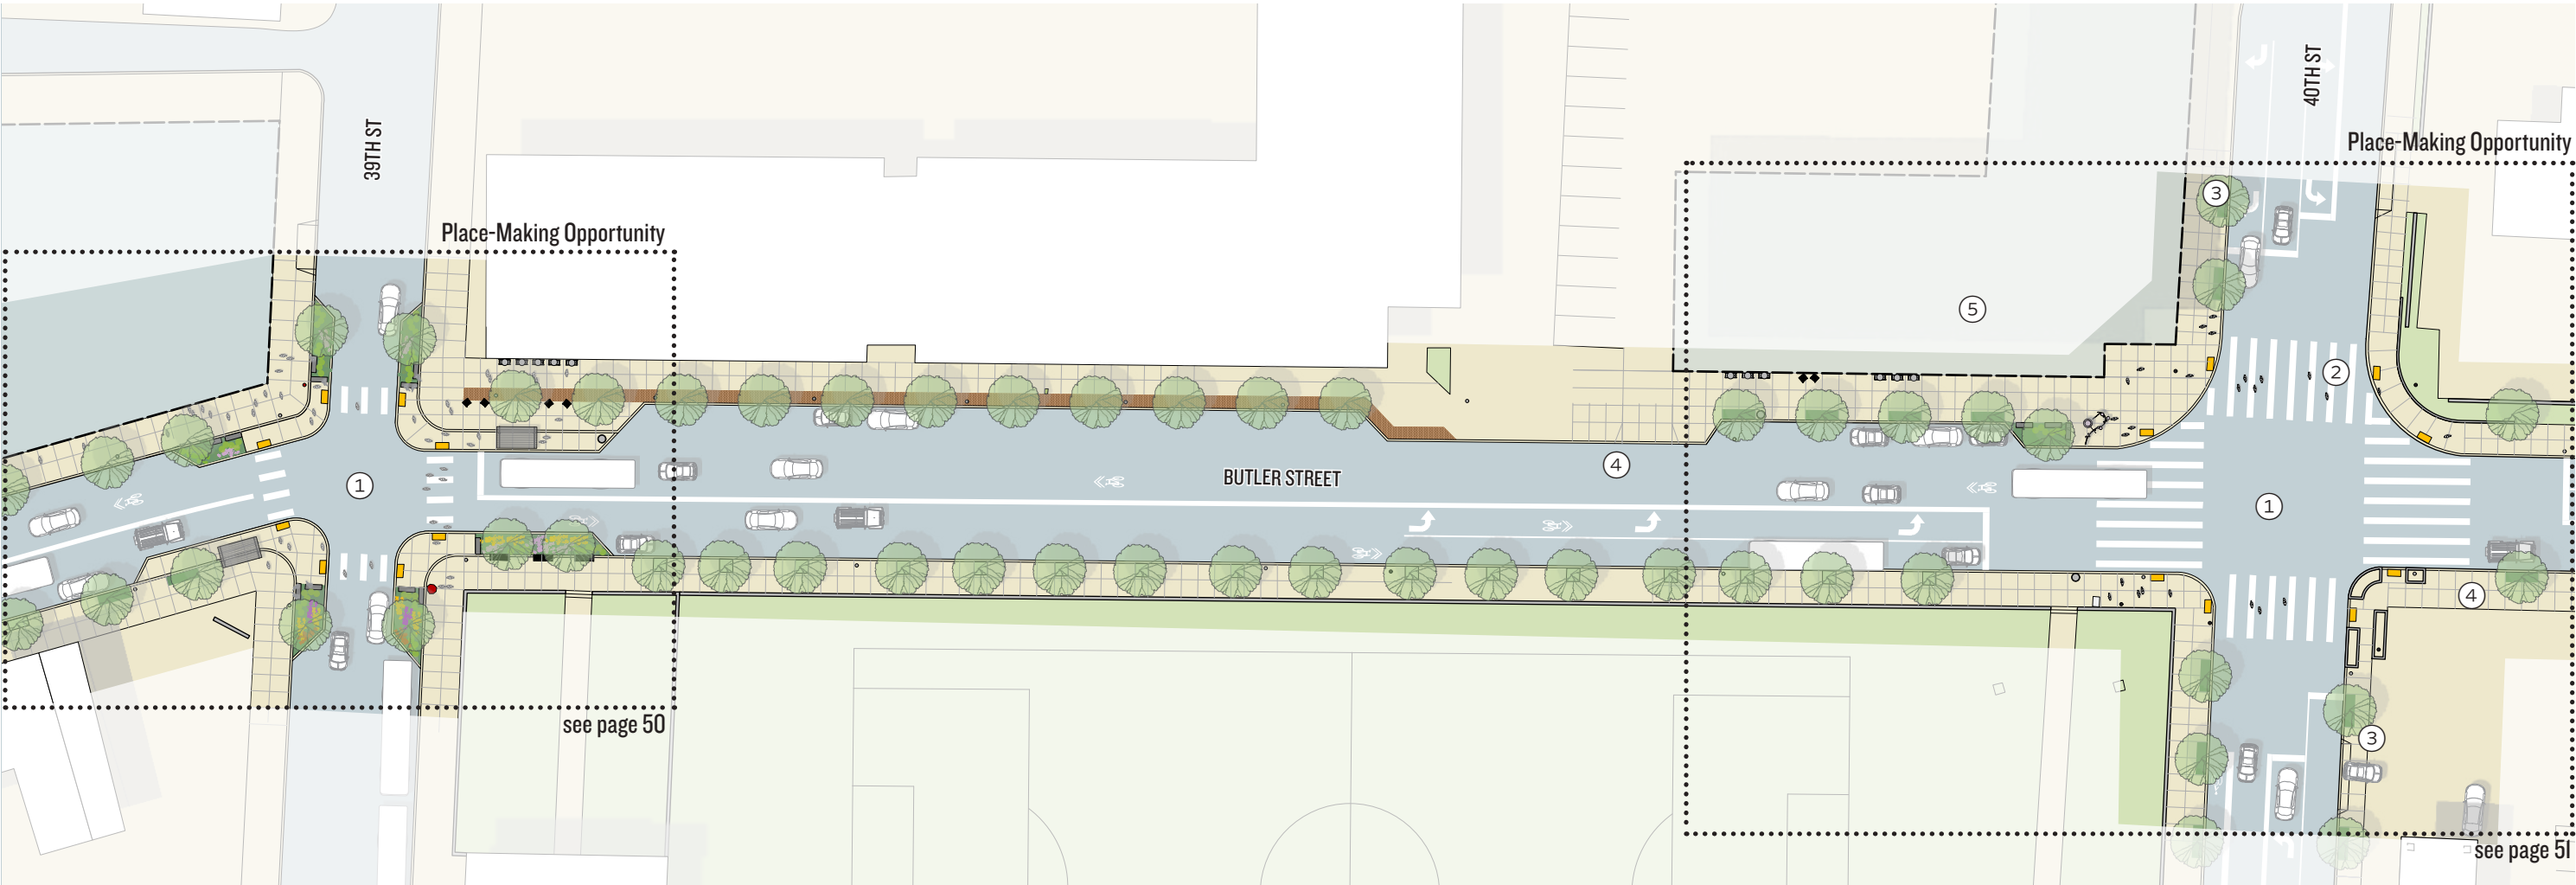 39TH ST
40TH ST
Place-Making Opportunity
3
Place-Making Opportunity
5
2
4
BUTLER STREET
1
1
4
see page 50
3
see page 51